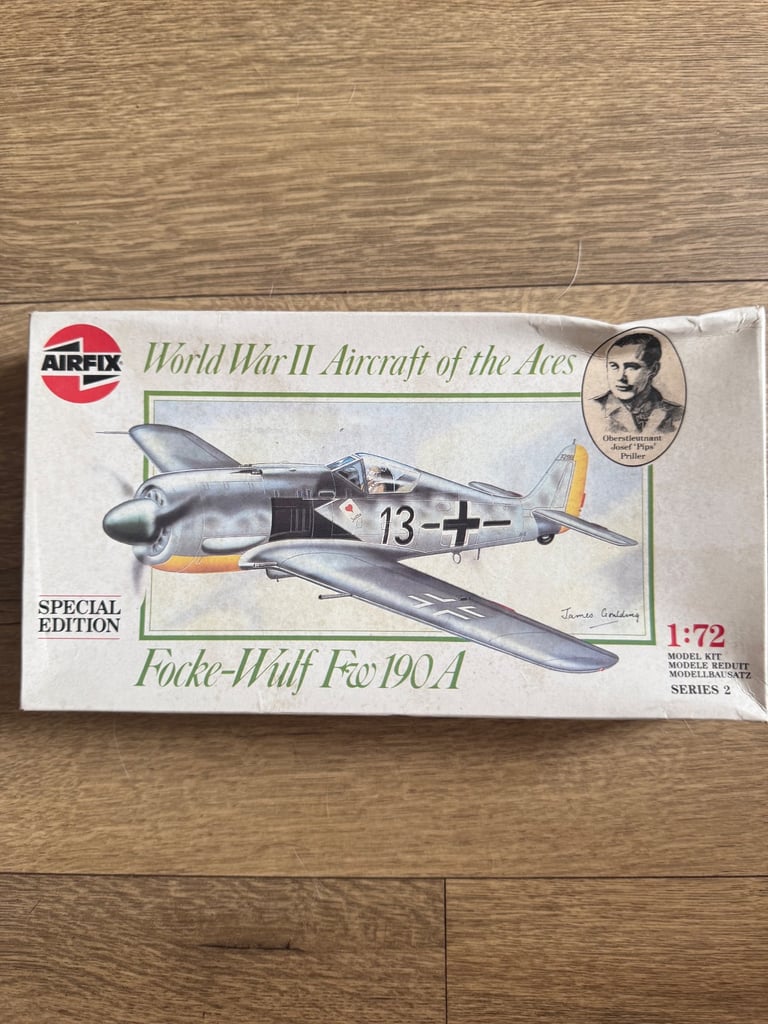 AIRFIX
World War II Aircraft of the Aces
Oberstleutnant
Josef 'Pips'
Priller
13
James Goulding
SPECIAL
EDITION
1:72
MODEL KIT
MODELE REDUIT
MODELLBAUSATZ
SERIES 2
Focke-Wulf Fw 190A